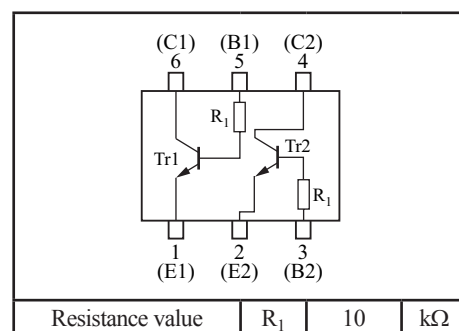 (C1) (B1) (C2)
6 5 4
R₁
Tr1 Tr2
R₁
1 2 3
(E1) (E2) (B2)
Resistance value R₁ 10 kΩ